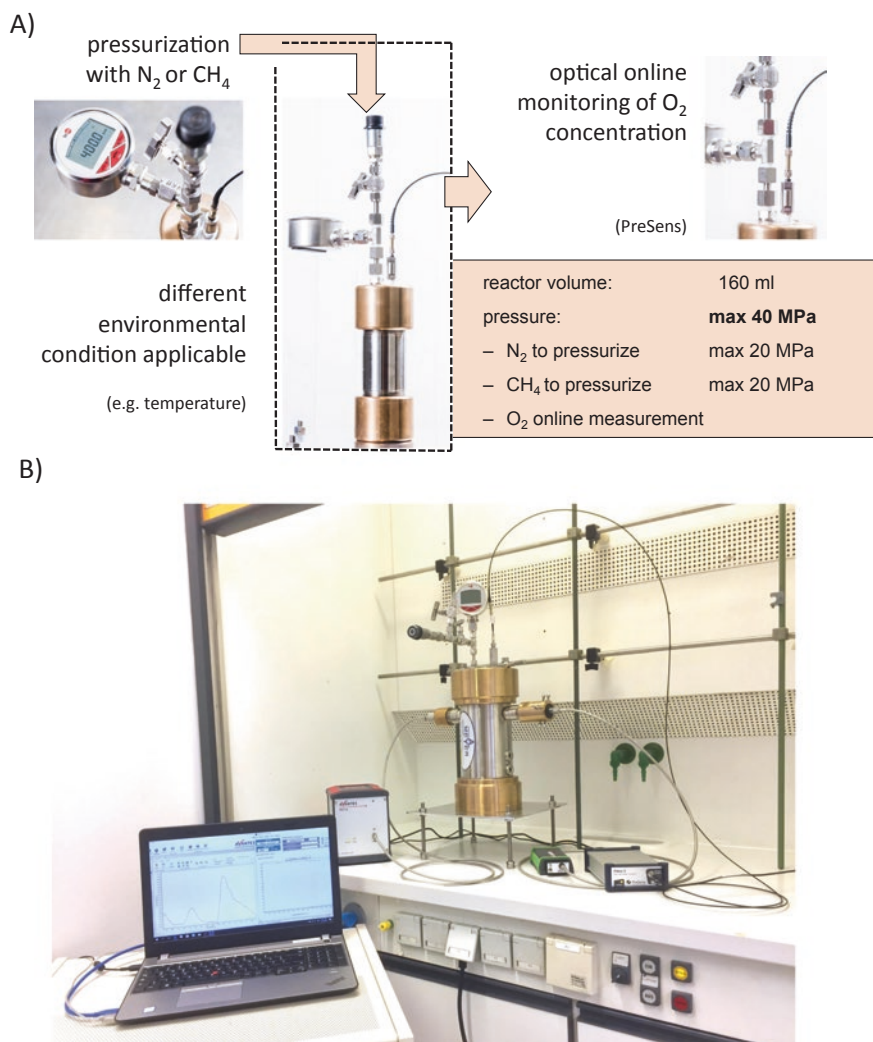 A)
pressurization
with N₂ or CH₄
optical online
monitoring of O₂
concentration
(PreSens)
different
environmental
condition applicable
(e.g. temperature)
reactor volume: 160 ml
pressure: max 40 MPa
– N₂ to pressurize max 20 MPa
– CH₄ to pressurize max 20 MPa
– O₂ online measurement
B)